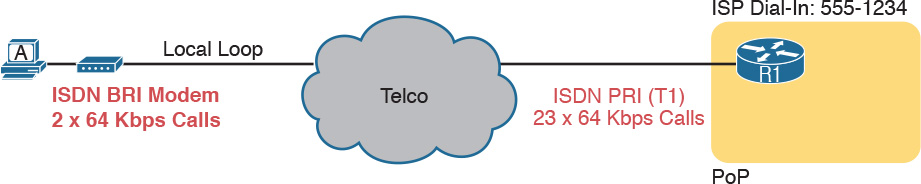 ISP Dial-In: 555-1234
A
Local Loop
R1
ISDN BRI Modem
2 x 64 Kbps Calls
Telco
ISDN PRI (T1)
23 x 64 Kbps Calls
PoP